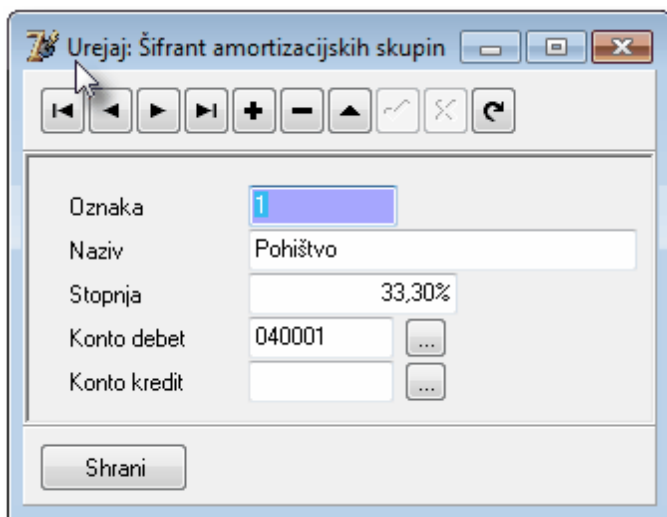 Urejaj: Šifrant amortizacijskih skupin
Oznaka 1
Naziv Pohištvo
Stopnja 33,30%
Konto debet 040001 ...
Konto kredit ...
Shrani